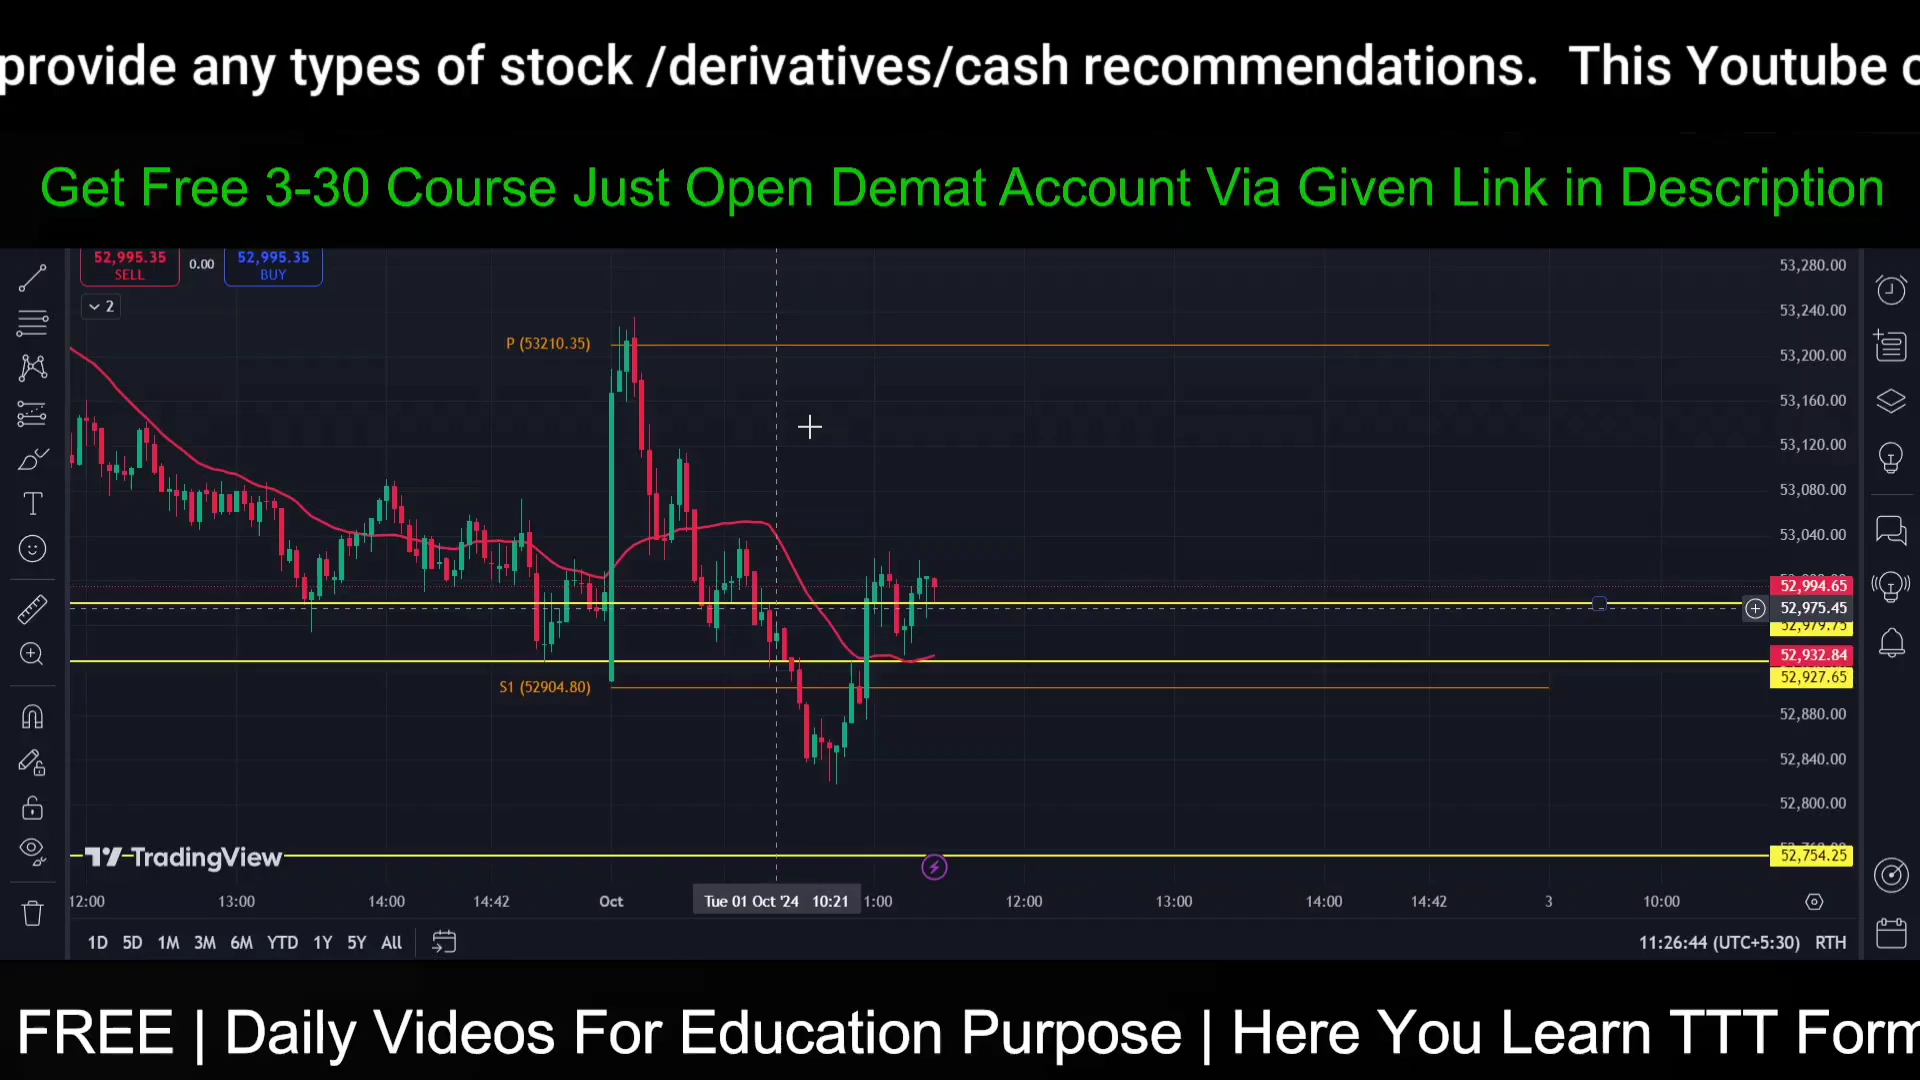 provide any types of stock /derivatives/cash recommendations. This Youtube
Get Free 3-30 Course Just Open Demat Account Via Given Link in Description
52,995.35 0.00 52,995.35
SELL BUY
2
53,280.00
53,240.00
P (53210.35)
53,200.00
53,160.00
53,120.00
53,080.00
53,040.00
52,994.65
52,975.45
52,979.75
52,932.84
52,927.65
S1 (52904.80)
52,880.00
52,840.00
52,800.00
TradingView
52,754.25
12:00 13:00 14:00 14:42 Oct Tue 01 Oct '24 10:21 1:00 12:00 13:00 14:00 14:42 3 10:00
1D 5D 1M 3M 6M YTD 1Y 5Y All 11:26:44 (UTC+5:30) RTH
FREE | Daily Videos For Education Purpose | Here You Learn TTT Form